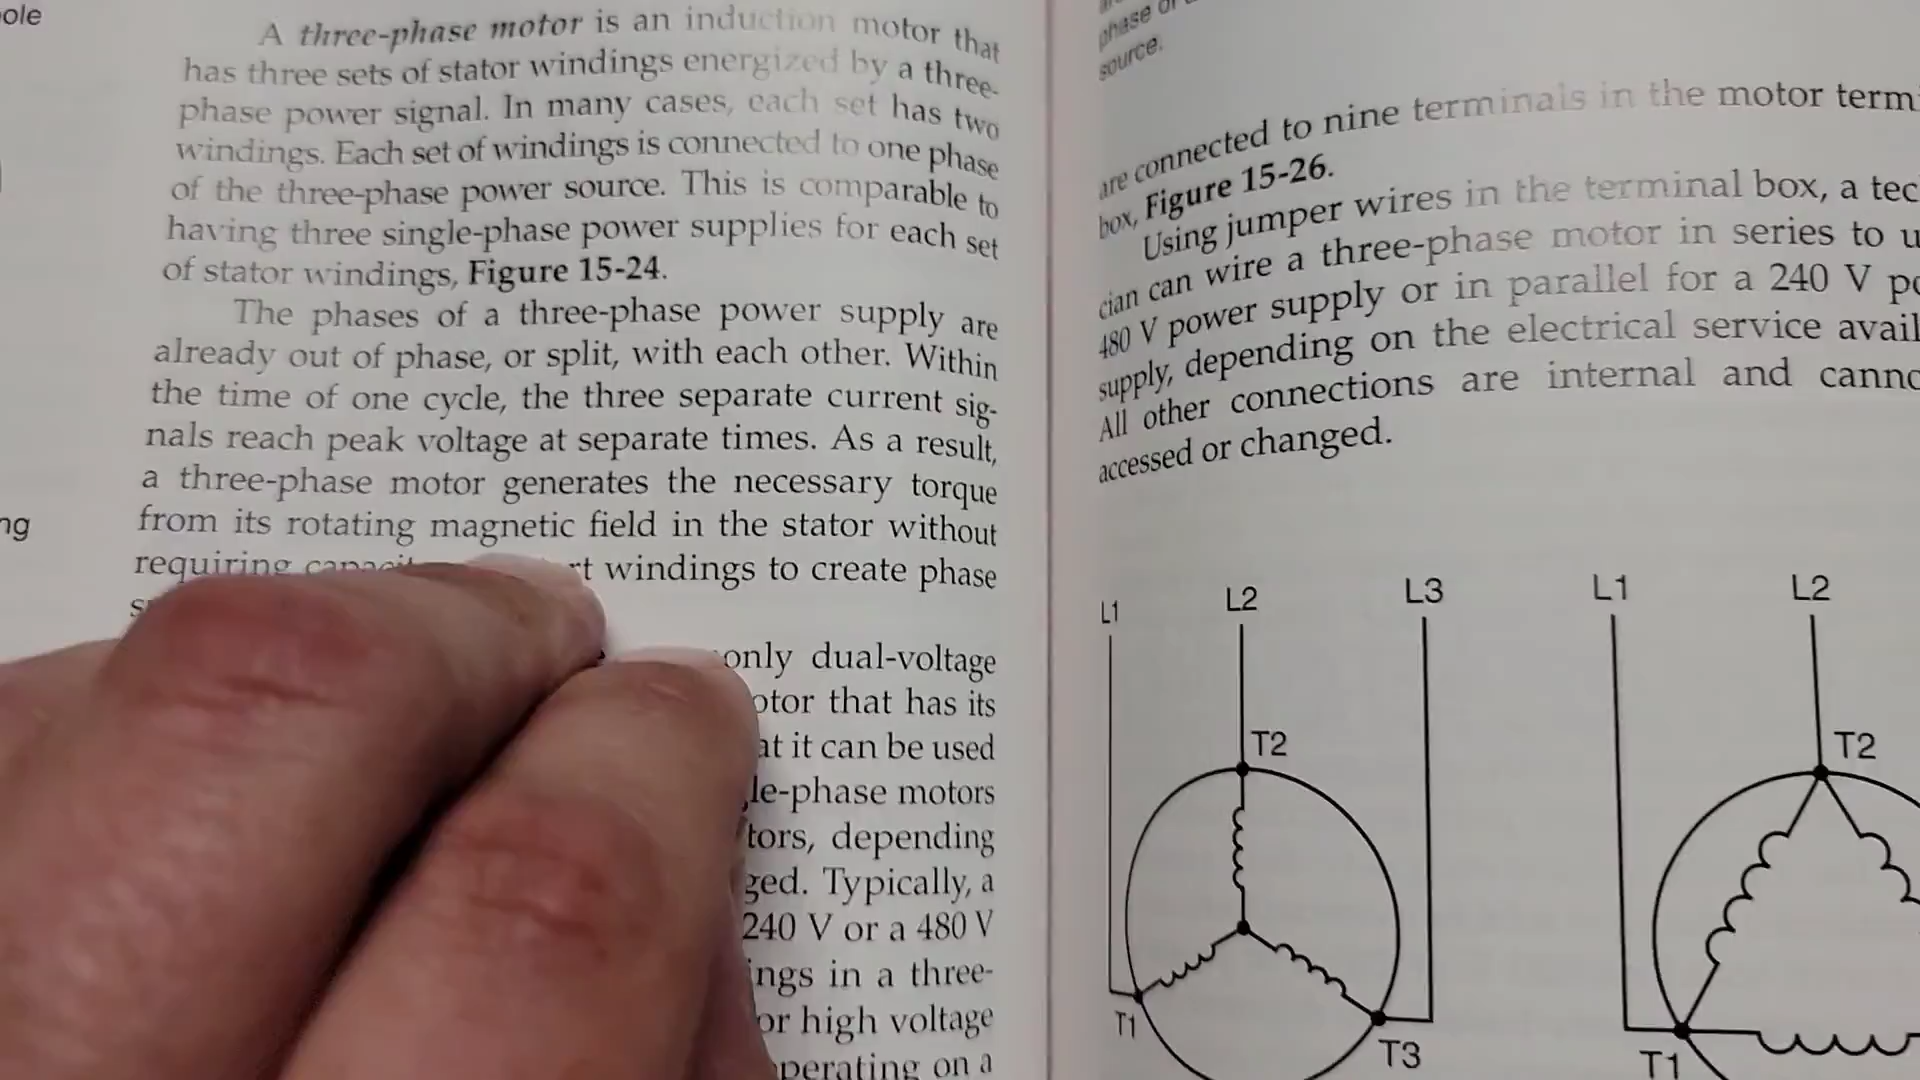 ole
ng
A three-phase motor is an induction motor that
has three sets of stator windings energized by a three-
phase power signal. In many cases, each set has two
windings. Each set of windings is connected to one phase
of the three-phase power source. This is comparable to
having three single-phase power supplies for each set
of stator windings, Figure 15-24.
The phases of a three-phase power supply are
already out of phase, or split, with each other. Within
the time of one cycle, the three separate current sig-
nals reach peak voltage at separate times. As a result,
a three-phase motor generates the necessary torque
from its rotating magnetic field in the stator without
requiring windings to create phase
only dual-voltage
otor that has its
at it can be used
le-phase motors
tors, depending
ged. Typically, a
240 V or a 480 V
ings in a three-
or high voltage
perating on a
phase
source.
are connected to nine terminals in the motor term
box, Figure 15-26.
Using jumper wires in the terminal box, a tec
cian can wire a three-phase motor in series to u
480 V power supply or in parallel for a 240 V po
supply, depending on the electrical service avail
All other connections are internal and canno
accessed or changed.
L1 L2 L3
T2
T1
T3
L1 L2
T2
T1